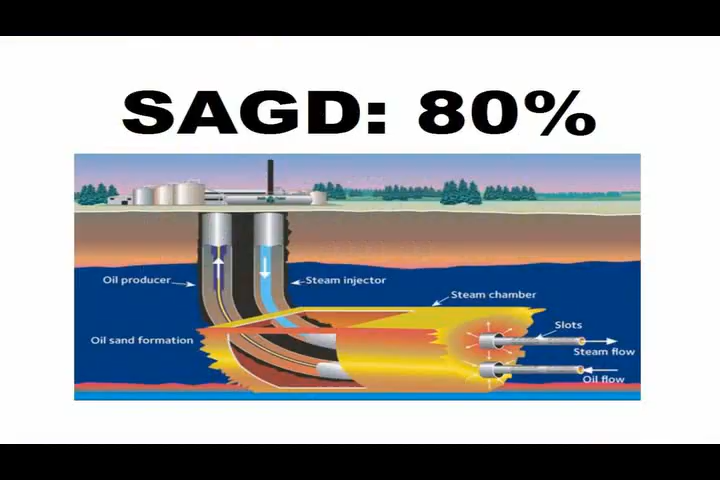 SAGD: 80%
Oil producer
Steam injector
Steam chamber
Slots
Oil sand formation
Steam flow
Oil flow